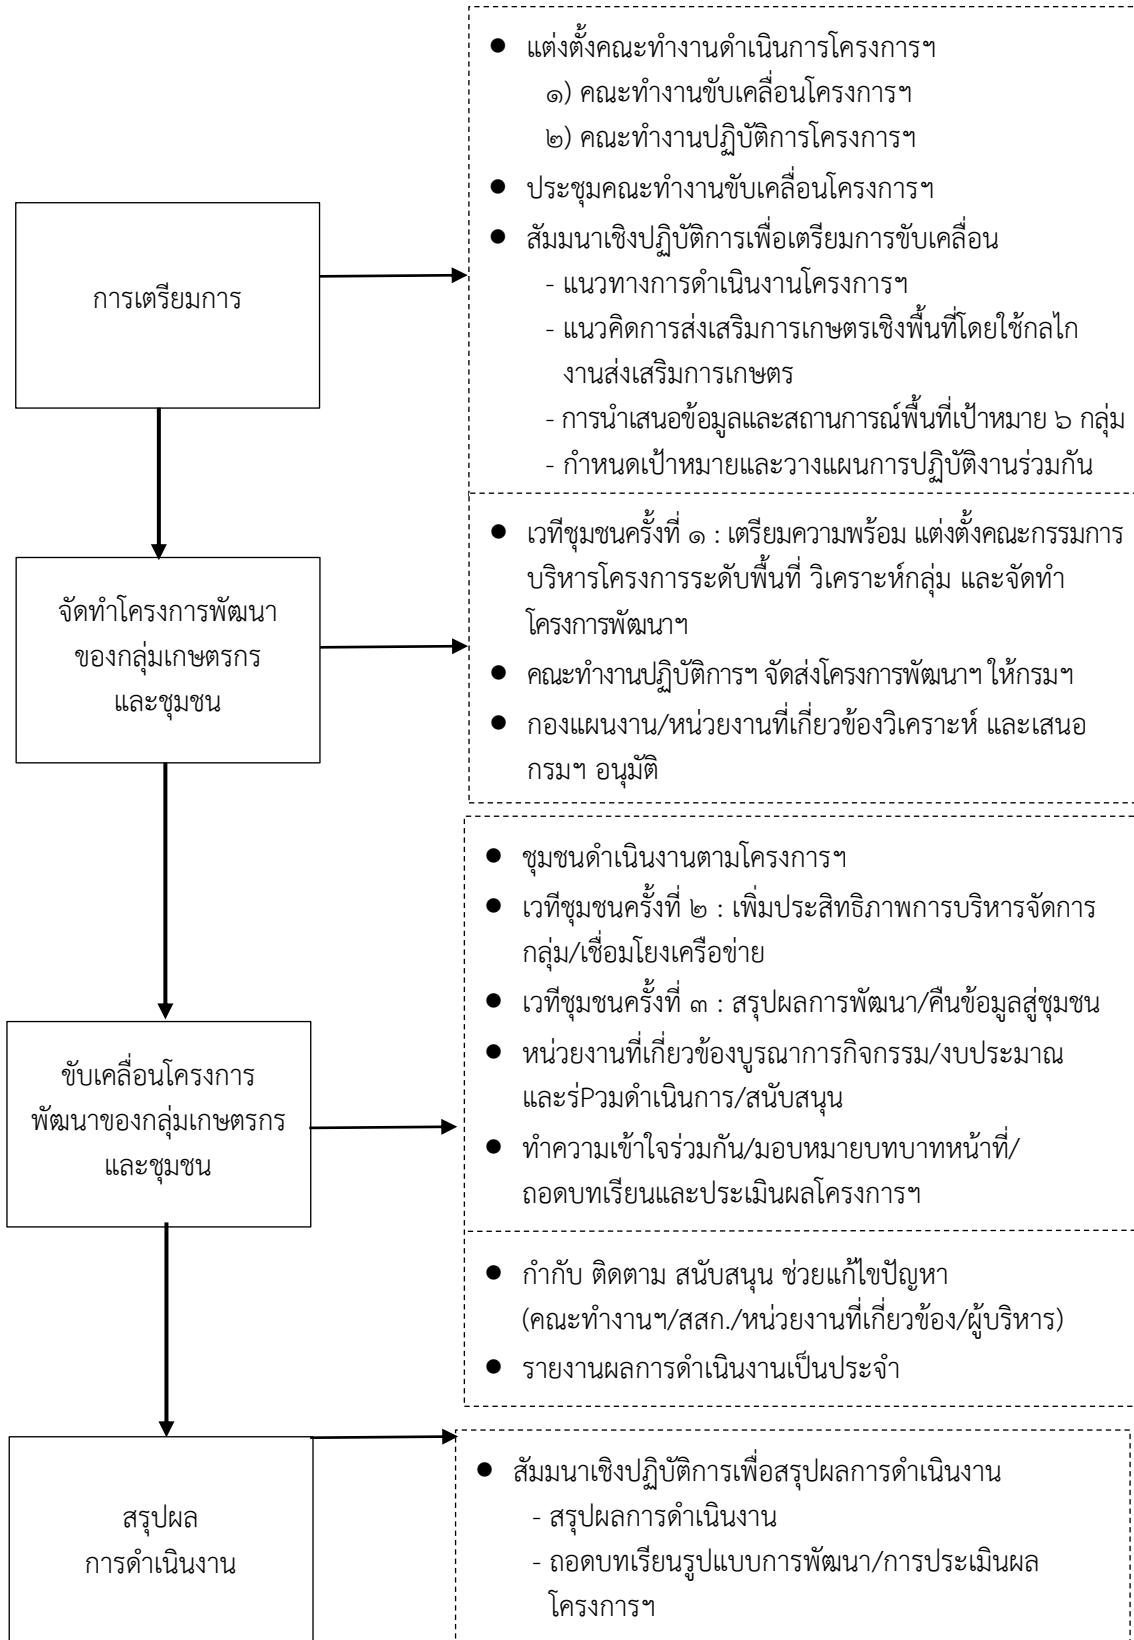 ● แต่งตั้งคณะทำงานดำเนินการโครงการฯ
๑) คณะทำงานขับเคลื่อนโครงการฯ
๒) คณะทำงานปฏิบัติการโครงการฯ
● ประชุมคณะทำงานขับเคลื่อนโครงการฯ
● สัมมนาเชิงปฏิบัติการเพื่อเตรียมการขับเคลื่อน
- แนวทางการดำเนินงานโครงการฯ
- แนวคิดการส่งเสริมการเกษตรเชิงพื้นที่โดยใช้กลไก
งานส่งเสริมการเกษตร
- การนำเสนอข้อมูลและสถานการณ์พื้นที่เป้าหมาย ๖ กลุ่ม
- กำหนดเป้าหมายและวางแผนการปฏิบัติงานร่วมกัน
การเตรียมการ
● เวทีชุมชนครั้งที่ ๑ : เตรียมความพร้อม แต่งตั้งคณะกรรมการ
บริหารโครงการระดับพื้นที่ วิเคราะห์กลุ่ม และจัดทำ
โครงการพัฒนาฯ
● คณะทำงานปฏิบัติการฯ จัดส่งโครงการพัฒนาฯ ให้กรมฯ
● กองแผนงาน/หน่วยงานที่เกี่ยวข้องวิเคราะห์ และเสนอ
กรมฯ อนุมัติ
จัดทำโครงการพัฒนา
ของกลุ่มเกษตรกร
และชุมชน
● ชุมชนดำเนินงานตามโครงการฯ
● เวทีชุมชนครั้งที่ ๒ : เพิ่มประสิทธิภาพการบริหารจัดการ
กลุ่ม/เชื่อมโยงเครือข่าย
● เวทีชุมชนครั้งที่ ๓ : สรุปผลการพัฒนา/คืนข้อมูลสู่ชุมชน
● หน่วยงานที่เกี่ยวข้องบูรณาการกิจกรรม/งบประมาณ
และร่Pวมดำเนินการ/สนับสนุน
● ทำความเข้าใจร่วมกัน/มอบหมายบทบาทหน้าที่/
ถอดบทเรียนและประเมินผลโครงการฯ
ขับเคลื่อนโครงการ
พัฒนาของกลุ่มเกษตรกร
และชุมชน
● กำกับ ติดตาม สนับสนุน ช่วยแก้ไขปัญหา
(คณะทำงานฯ/สสก./หน่วยงานที่เกี่ยวข้อง/ผู้บริหาร)
● รายงานผลการดำเนินงานเป็นประจำ
● สัมมนาเชิงปฏิบัติการเพื่อสรุปผลการดำเนินงาน
- สรุปผลการดำเนินงาน
- ถอดบทเรียนรูปแบบการพัฒนา/การประเมินผล
โครงการฯ
สรุปผล
การดำเนินงาน